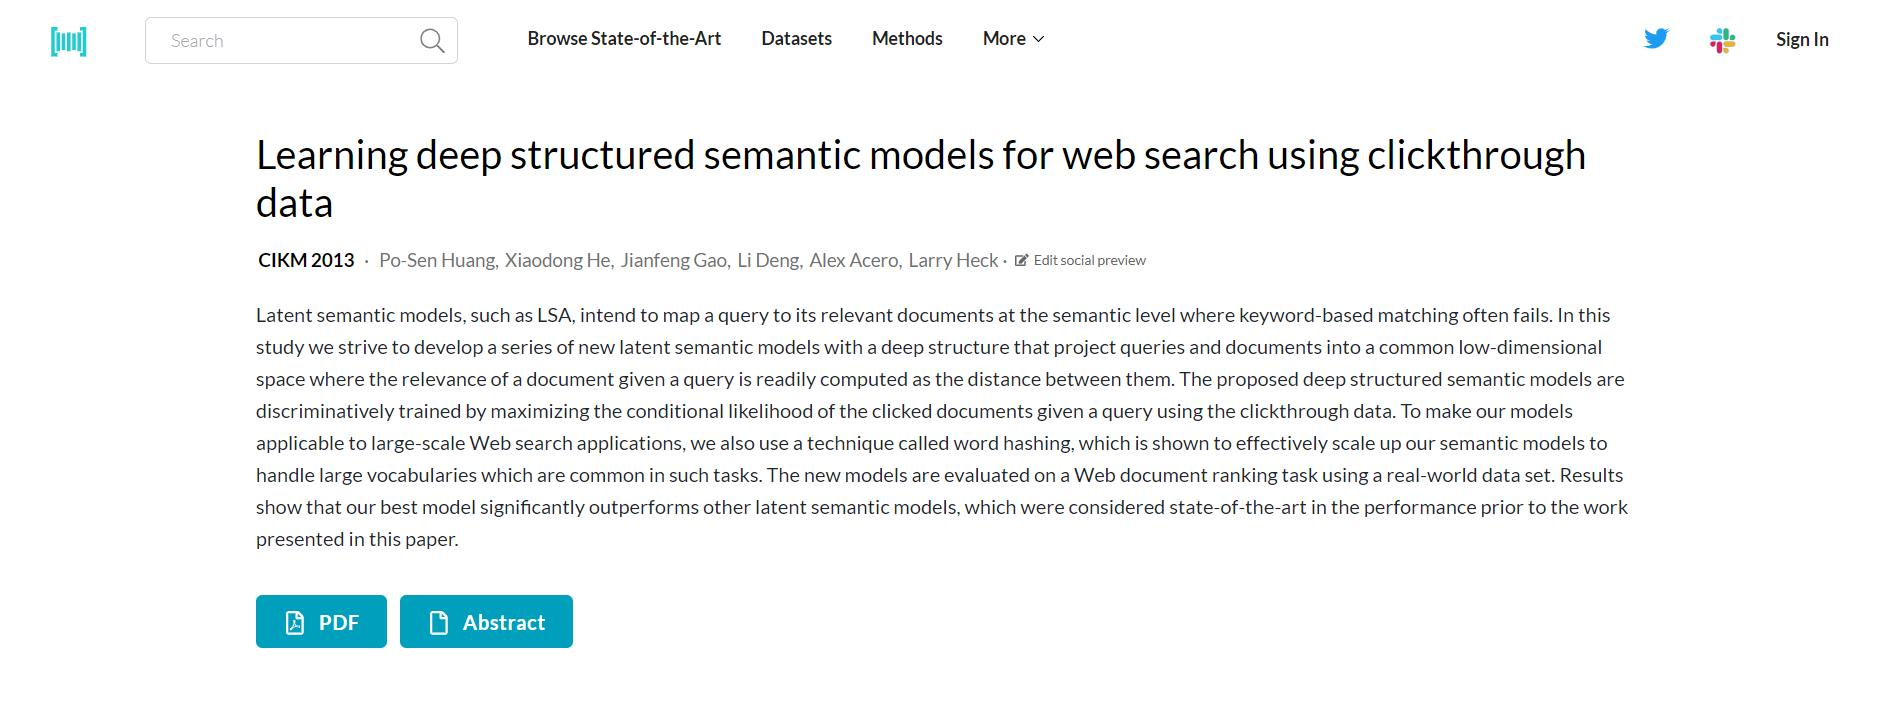 Search
Browse State-of-the-Art Datasets Methods More
Sign In
Learning deep structured semantic models for web search using clickthrough
data
CIKM 2013 · Po-Sen Huang, Xiaodong He, Jianfeng Gao, Li Deng, Alex Acero, Larry Heck · Edit social preview
Latent semantic models, such as LSA, intend to map a query to its relevant documents at the semantic level where keyword-based matching often fails. In this
study we strive to develop a series of new latent semantic models with a deep structure that project queries and documents into a common low-dimensional
space where the relevance of a document given a query is readily computed as the distance between them. The proposed deep structured semantic models are
discriminatively trained by maximizing the conditional likelihood of the clicked documents given a query using the clickthrough data. To make our models
applicable to large-scale Web search applications, we also use a technique called word hashing, which is shown to effectively scale up our semantic models to
handle large vocabularies which are common in such tasks. The new models are evaluated on a Web document ranking task using a real-world data set. Results
show that our best model significantly outperforms other latent semantic models, which were considered state-of-the-art in the performance prior to the work
presented in this paper.
PDF Abstract